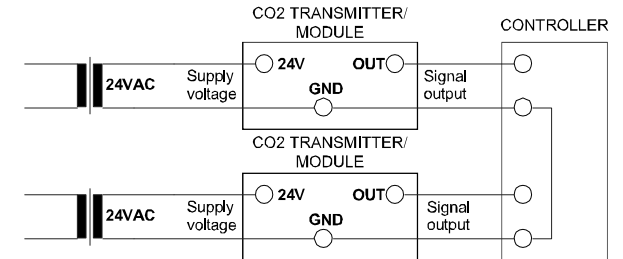 CO2 TRANSMITTER/
MODULE
CONTROLLER
24V
OUT
24VAC
Supply
voltage
GND
Signal
output
CO2 TRANSMITTER/
MODULE
24V
OUT
24VAC
Supply
voltage
GND
Signal
output